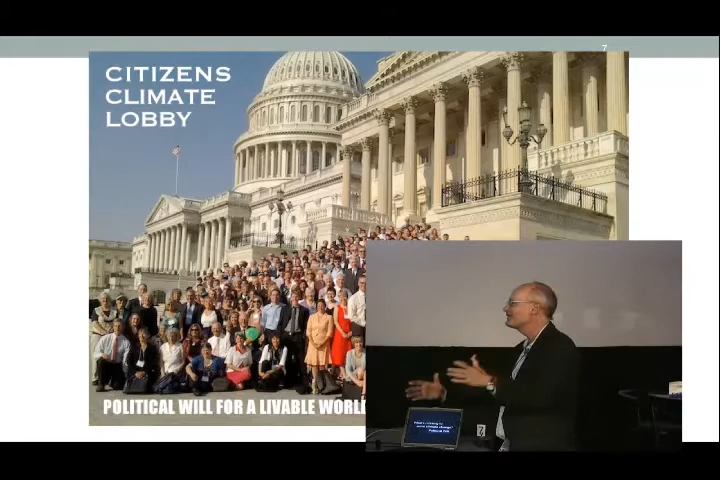 7
CITIZENS
CLIMATE
LOBBY
POLITICAL WILL FOR A LIVABLE WORL